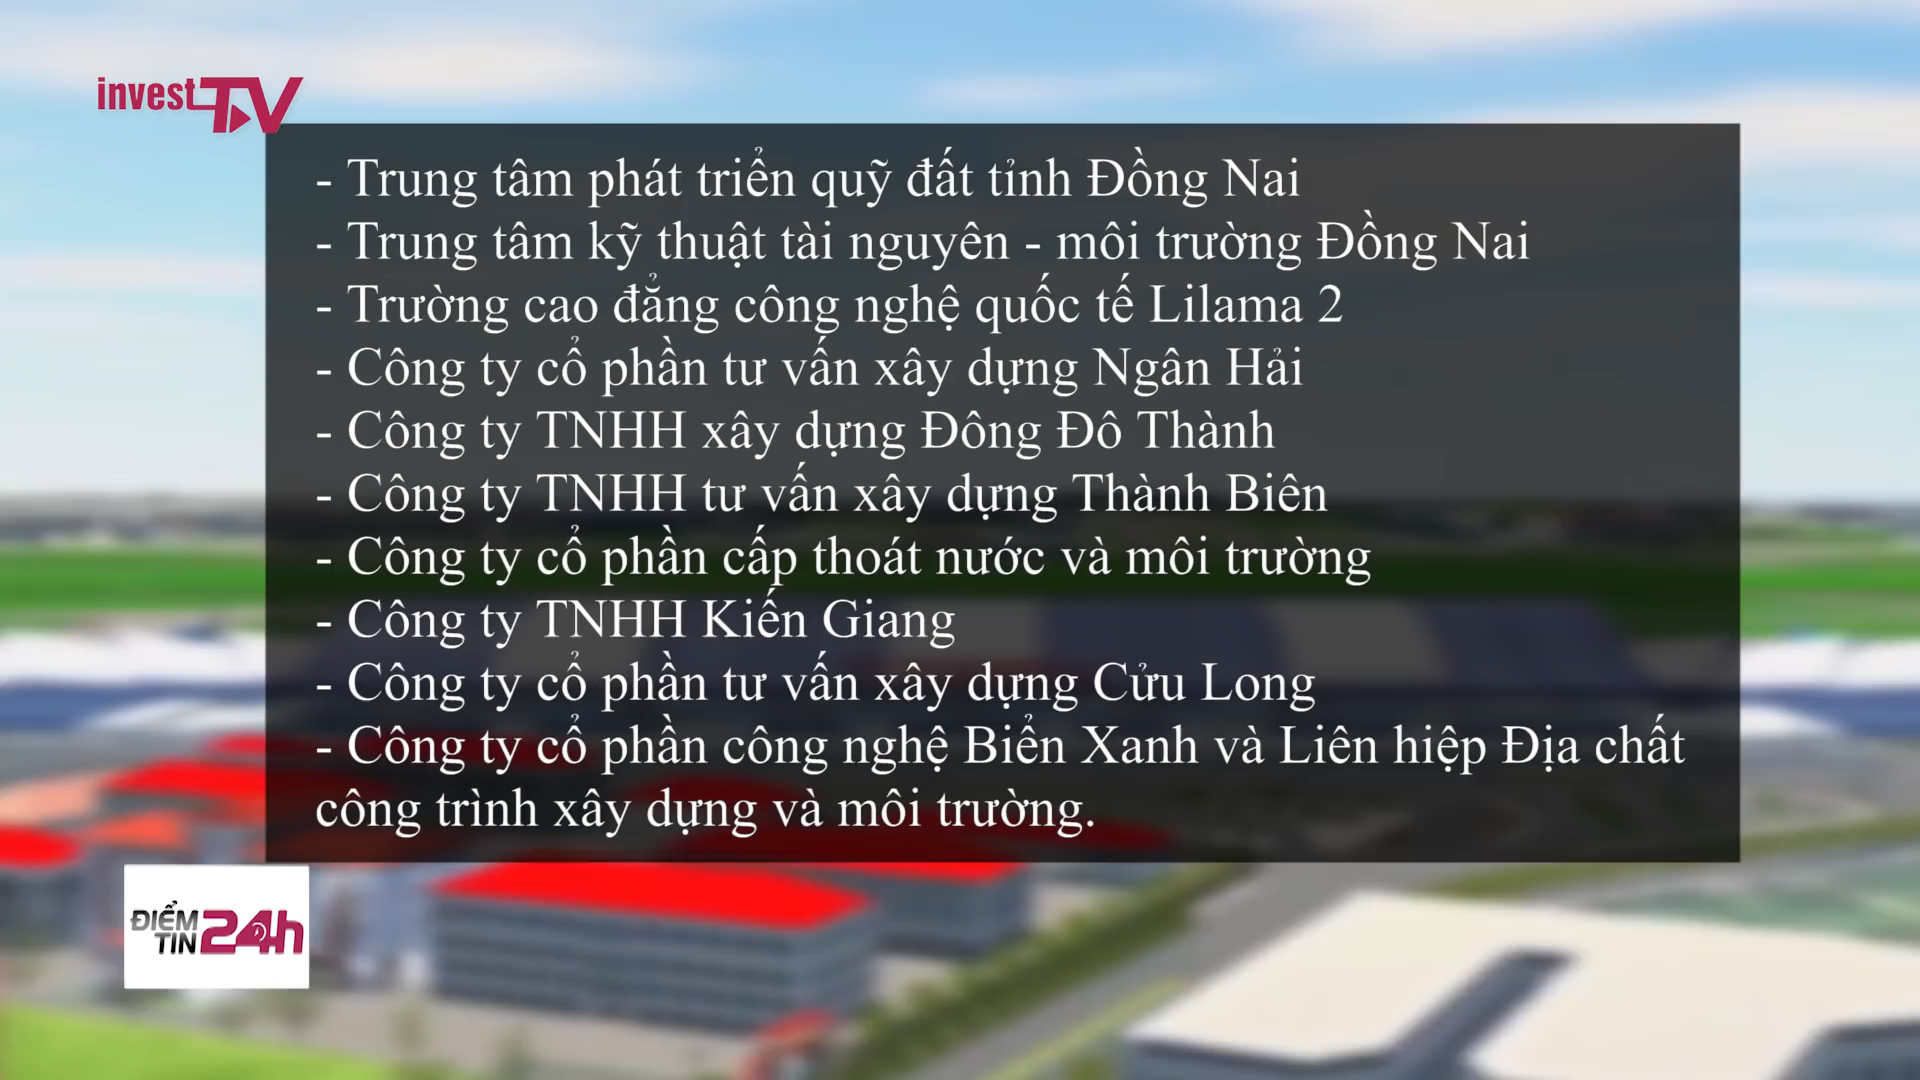 invest TV
- Trung tâm phát triển quỹ đất tỉnh Đồng Nai
- Trung tâm kỹ thuật tài nguyên - môi trường Đồng Nai
- Trường cao đẳng công nghệ quốc tế Lilama 2
- Công ty cổ phần tư vấn xây dựng Ngân Hải
- Công ty TNHH xây dựng Đông Đô Thành
- Công ty TNHH tư vấn xây dựng Thành Biên
- Công ty cổ phần cấp thoát nước và môi trường
- Công ty TNHH Kiến Giang
- Công ty cổ phần tư vấn xây dựng Cửu Long
- Công ty cổ phần công nghệ Biển Xanh và Liên hiệp Địa chất
công trình xây dựng và môi trường.
ĐIỂM
TIN 24h